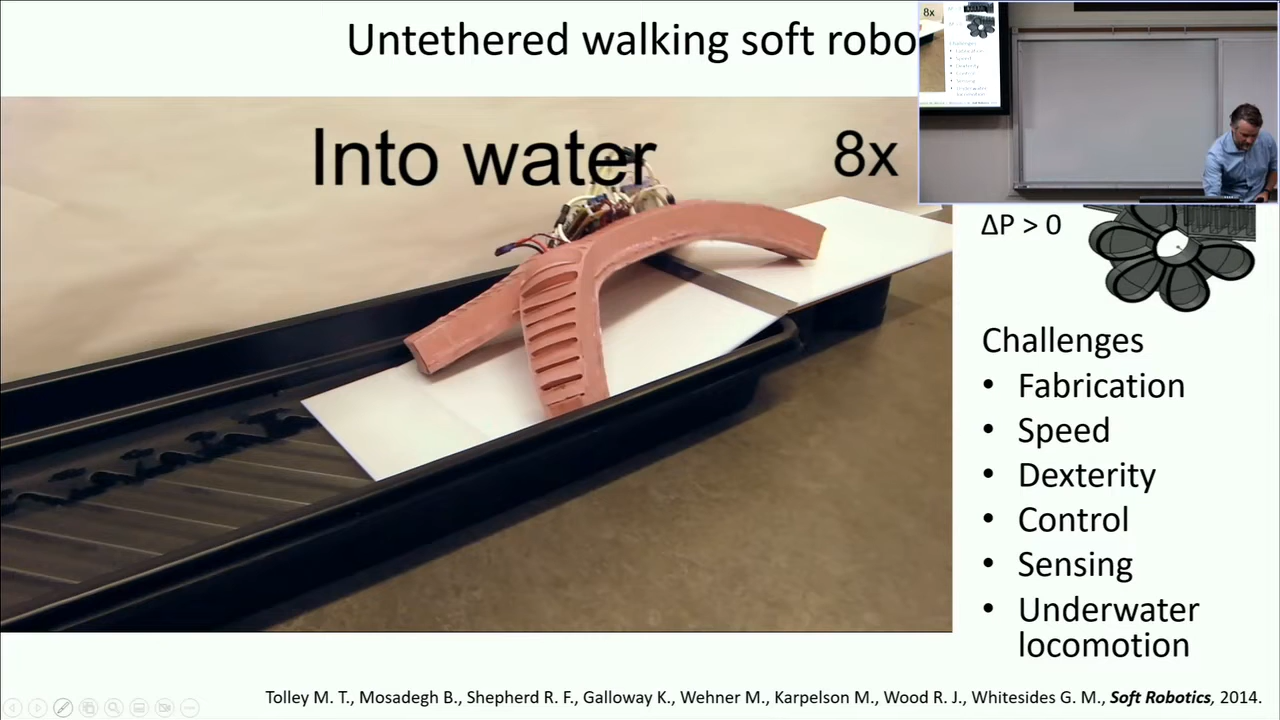 Untethered walking soft robo
Into water
8x
8x
ΔP > 0
Challenges
• Fabrication
• Speed
• Dexterity
• Control
• Sensing
• Underwater
locomotion
Tolley M. T., Mosadegh B., Shepherd R. F., Galloway K., Wehner M., Karpelson M., Wood R. J., Whitesides G. M., Soft Robotics, 2014.